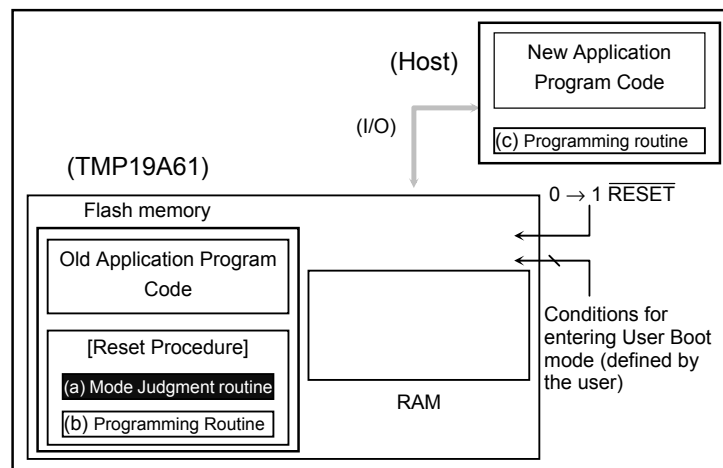 New Application
Program Code
(Host)
(I/O)
(c) Programming routine
(TMP19A61)
0 → 1 RESET
Flash memory
Old Application Program
Code
Conditions for
entering User Boot
mode (defined by
the user)
[Reset Procedure]
(a) Mode Judgment routine
RAM
(b) Programming Routine